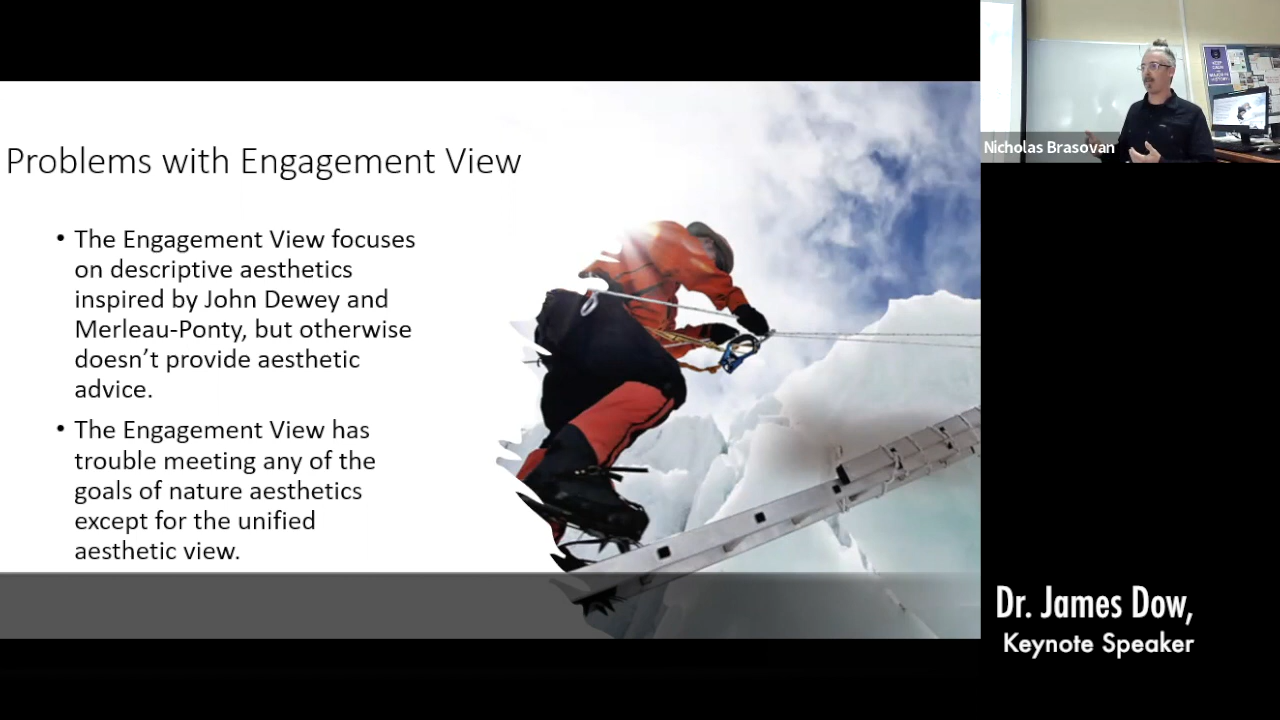 Problems with Engagement View
• The Engagement View focuses
on descriptive aesthetics
inspired by John Dewey and
Merleau-Ponty, but otherwise
doesn't provide aesthetic
advice.
• The Engagement View has
trouble meeting any of the
goals of nature aesthetics
except for the unified
aesthetic view.
Nicholas Brasovan
Dr. James Dow,
Keynote Speaker